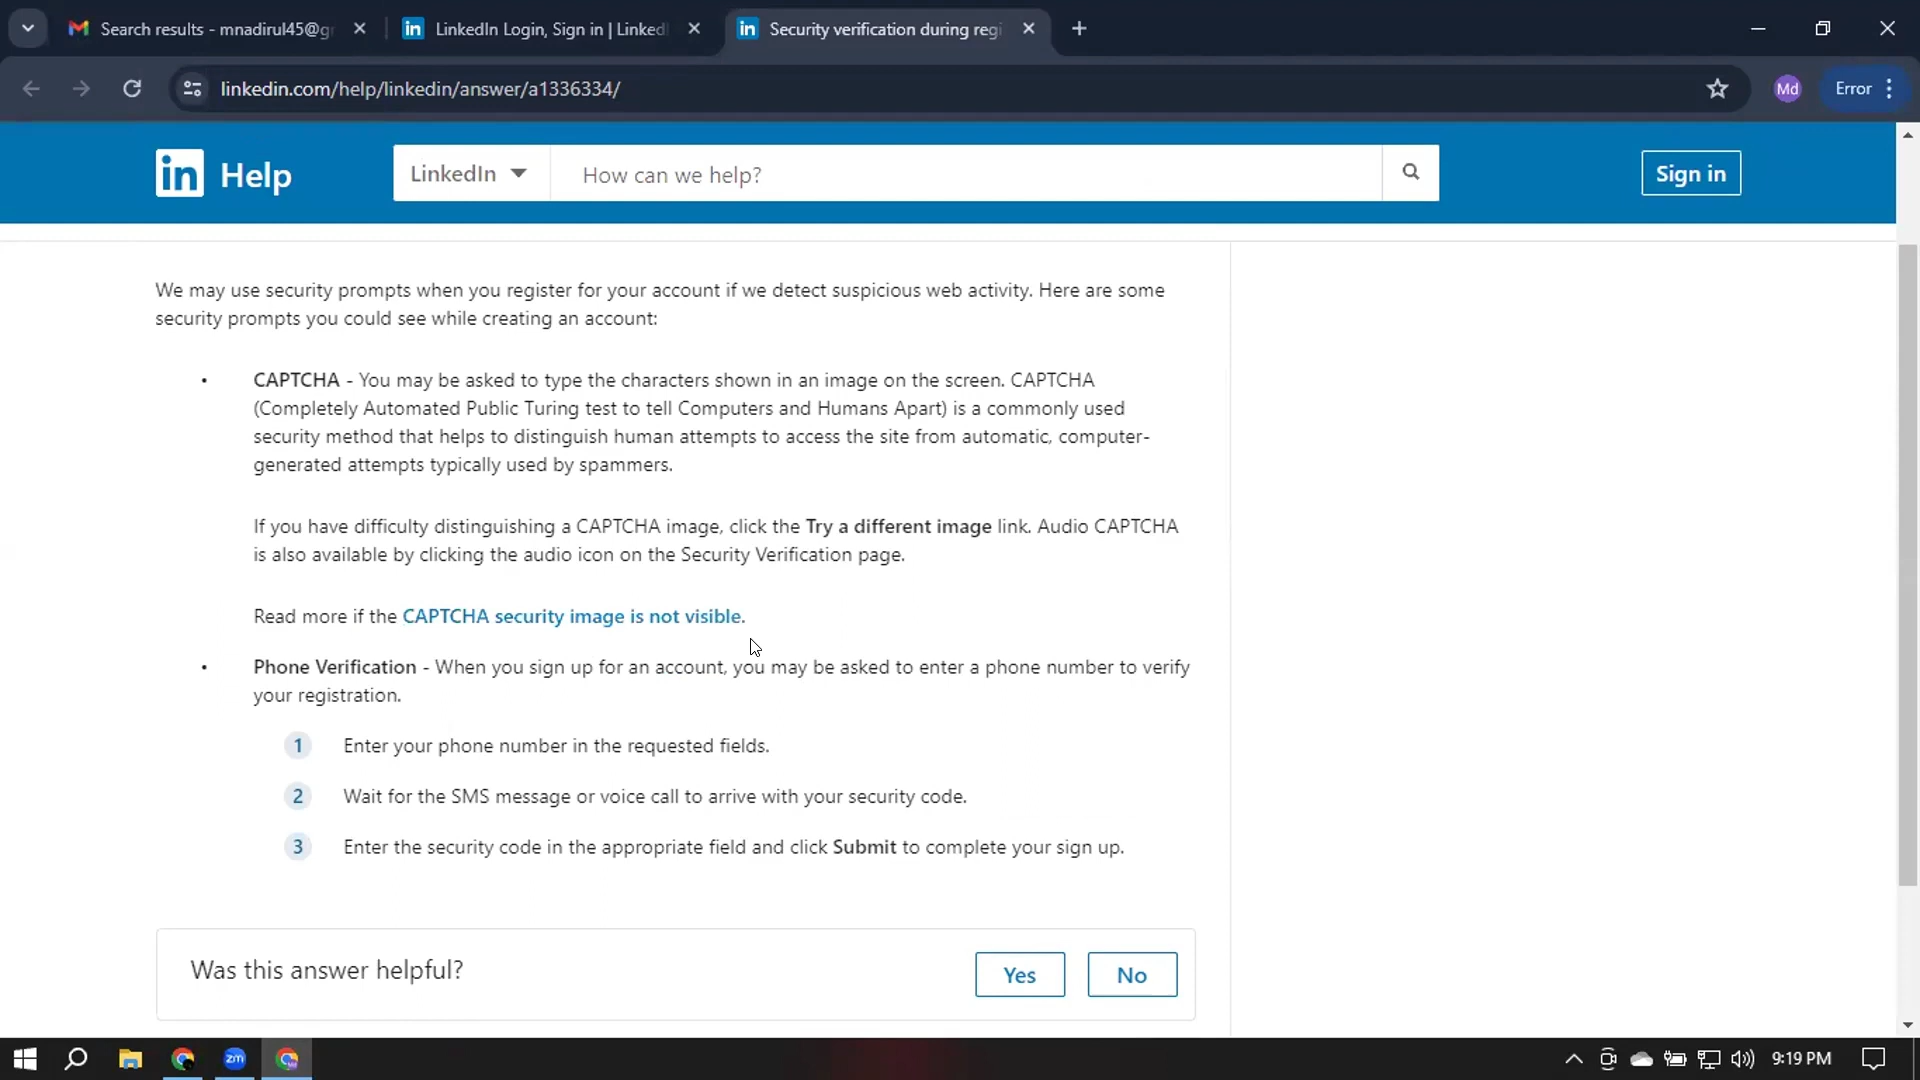 Search results - mnadirul45@gr
LinkedIn Login, Sign in | Linked
Security verification during regi
linkedin.com/help/linkedin/answer/a1336334/
Md
Error
in Help
LinkedIn
How can we help?
Sign in
We may use security prompts when you register for your account if we detect suspicious web activity. Here are some
security prompts you could see while creating an account:
• CAPTCHA - You may be asked to type the characters shown in an image on the screen. CAPTCHA
(Completely Automated Public Turing test to tell Computers and Humans Apart) is a commonly used
security method that helps to distinguish human attempts to access the site from automatic, computer-
generated attempts typically used by spammers.
If you have difficulty distinguishing a CAPTCHA image, click the Try a different image link. Audio CAPTCHA
is also available by clicking the audio icon on the Security Verification page.
Read more if the CAPTCHA security image is not visible.
• Phone Verification - When you sign up for an account, you may be asked to enter a phone number to verify
your registration.
1 Enter your phone number in the requested fields.
2 Wait for the SMS message or voice call to arrive with your security code.
3 Enter the security code in the appropriate field and click Submit to complete your sign up.
Was this answer helpful?
Yes
No
zm
9:19 PM